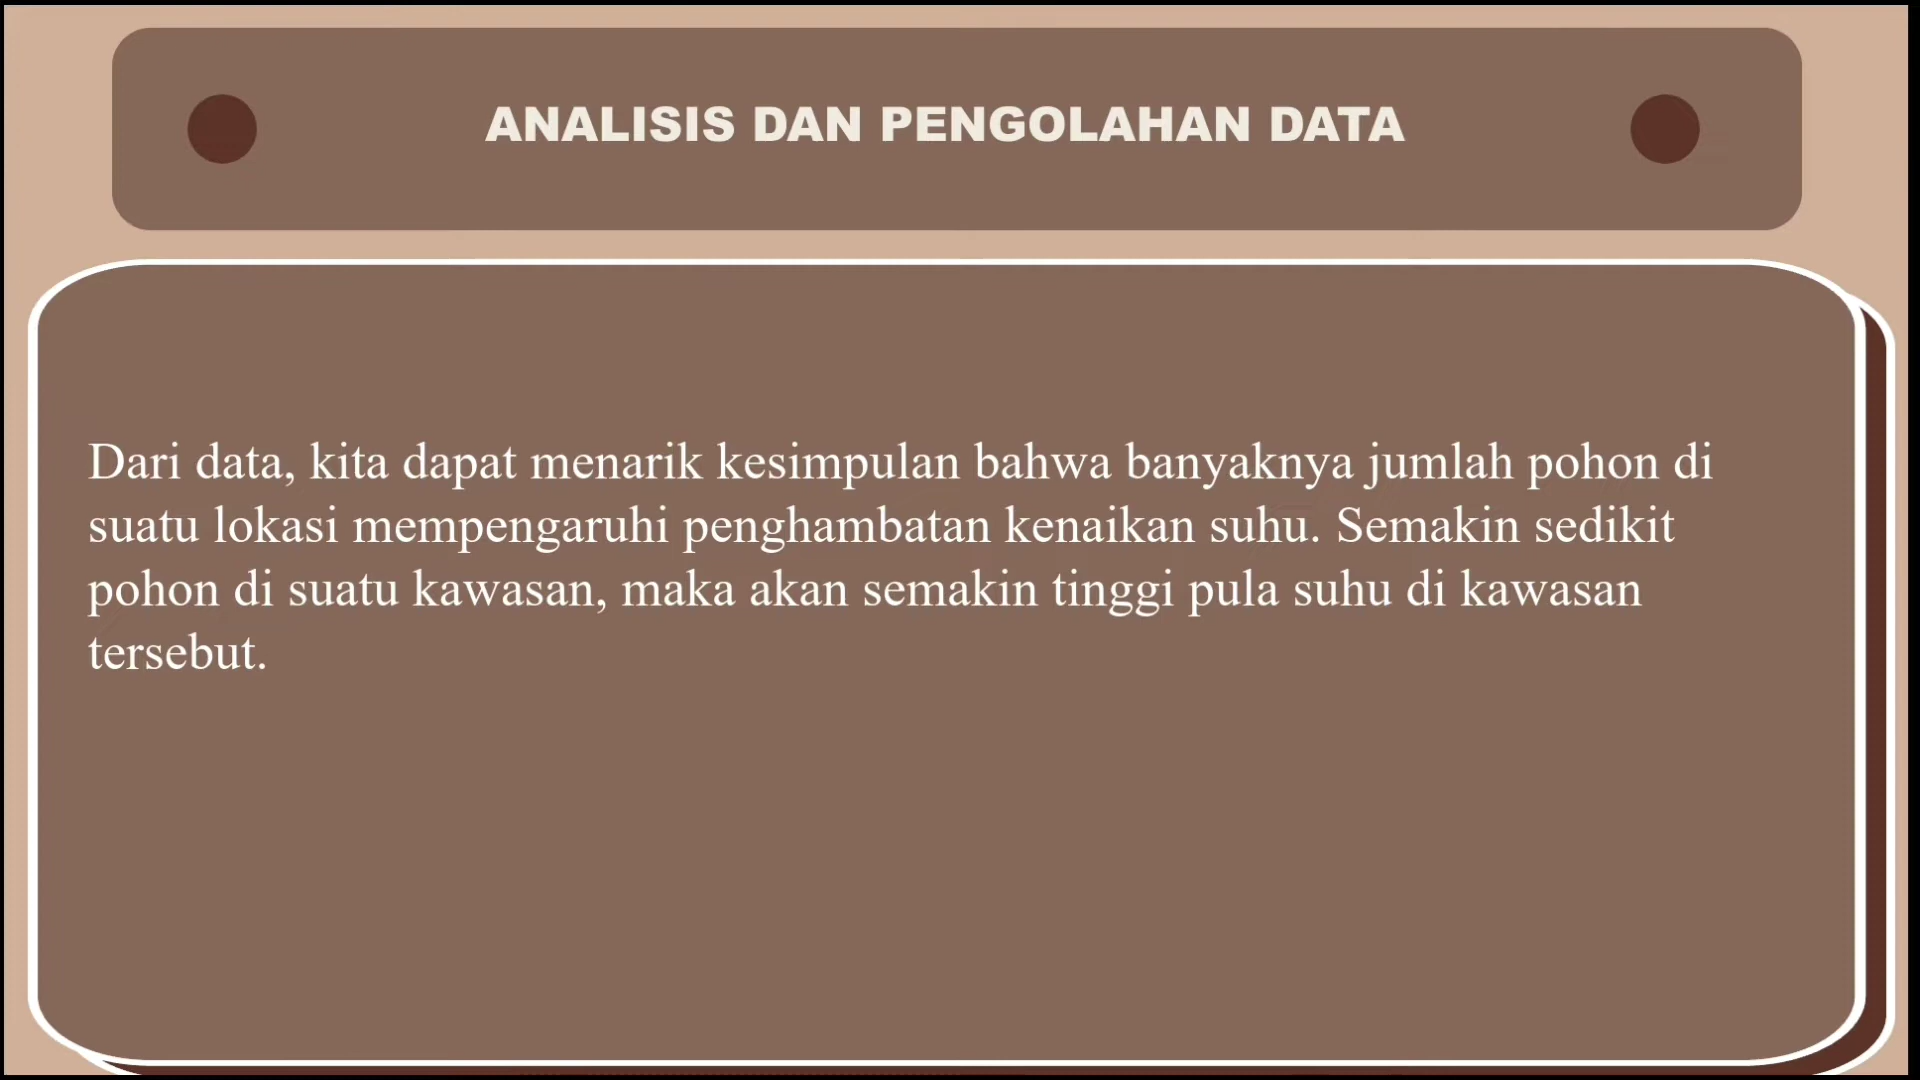 ANALISIS DAN PENGOLAHAN DATA
Dari data, kita dapat menarik kesimpulan bahwa banyaknya jumlah pohon di
suatu lokasi mempengaruhi penghambatan kenaikan suhu. Semakin sedikit
pohon di suatu kawasan, maka akan semakin tinggi pula suhu di kawasan
tersebut.